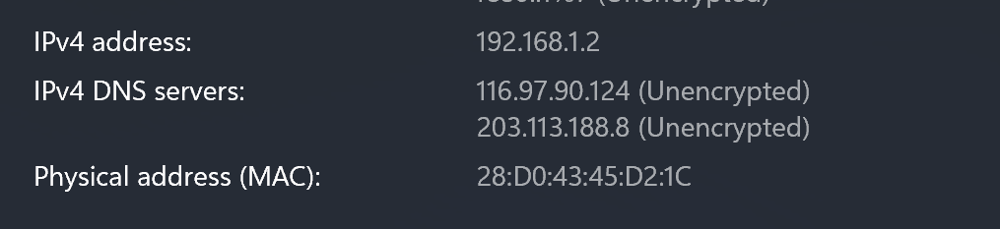 (Unencrypted)
IPv4 address: 192.168.1.2
IPv4 DNS servers: 116.97.90.124 (Unencrypted)
203.113.188.8 (Unencrypted)
Physical address (MAC): 28:D0:43:45:D2:1C